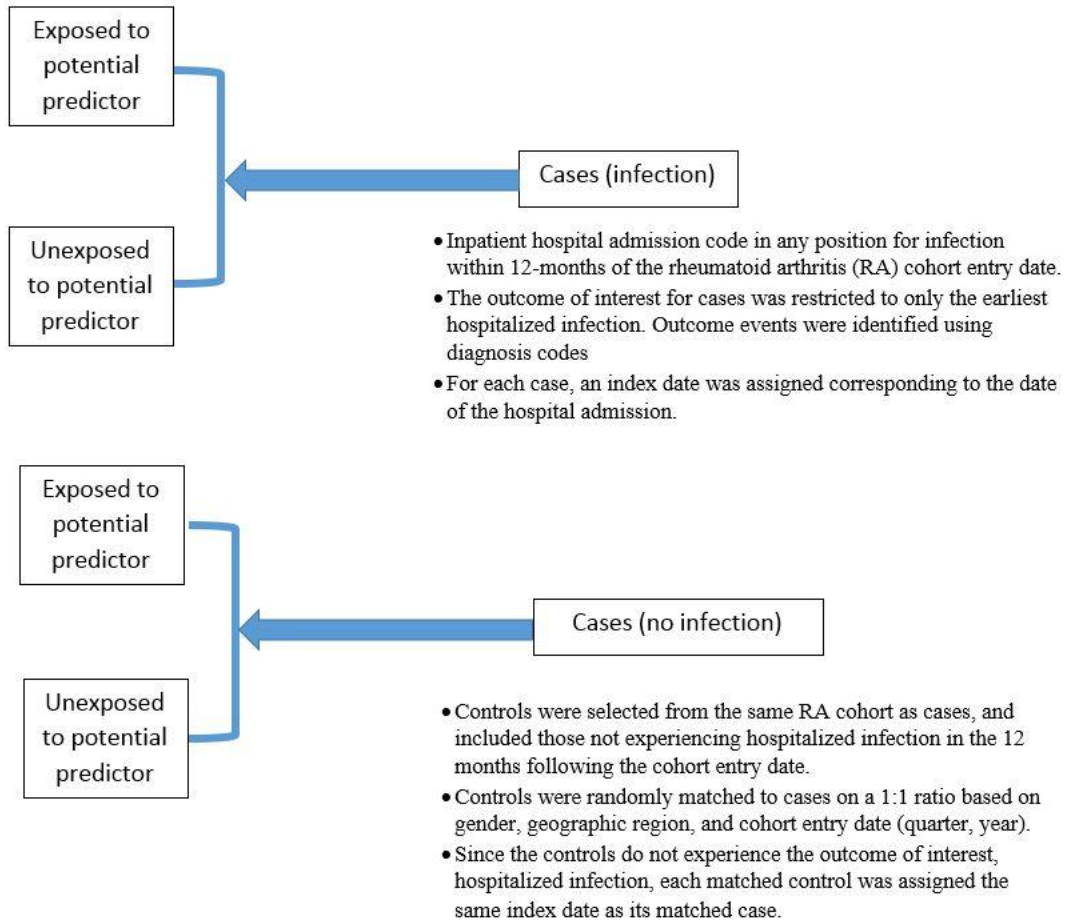 Exposed to
potential
predictor
Cases (infection)
Unexposed
to potential
predictor
• Inpatient hospital admission code in any position for infection
within 12-months of the rheumatoid arthritis (RA) cohort entry date.
• The outcome of interest for cases was restricted to only the earliest
hospitalized infection. Outcome events were identified using
diagnosis codes
• For each case, an index date was assigned corresponding to the date
of the hospital admission.
Exposed to
potential
predictor
Cases (no infection)
Unexposed
to potential
predictor
• Controls were selected from the same RA cohort as cases, and
included those not experiencing hospitalized infection in the 12
months following the cohort entry date.
• Controls were randomly matched to cases on a 1:1 ratio based on
gender, geographic region, and cohort entry date (quarter, year).
• Since the controls do not experience the outcome of interest,
hospitalized infection, each matched control was assigned the
same index date as its matched case.